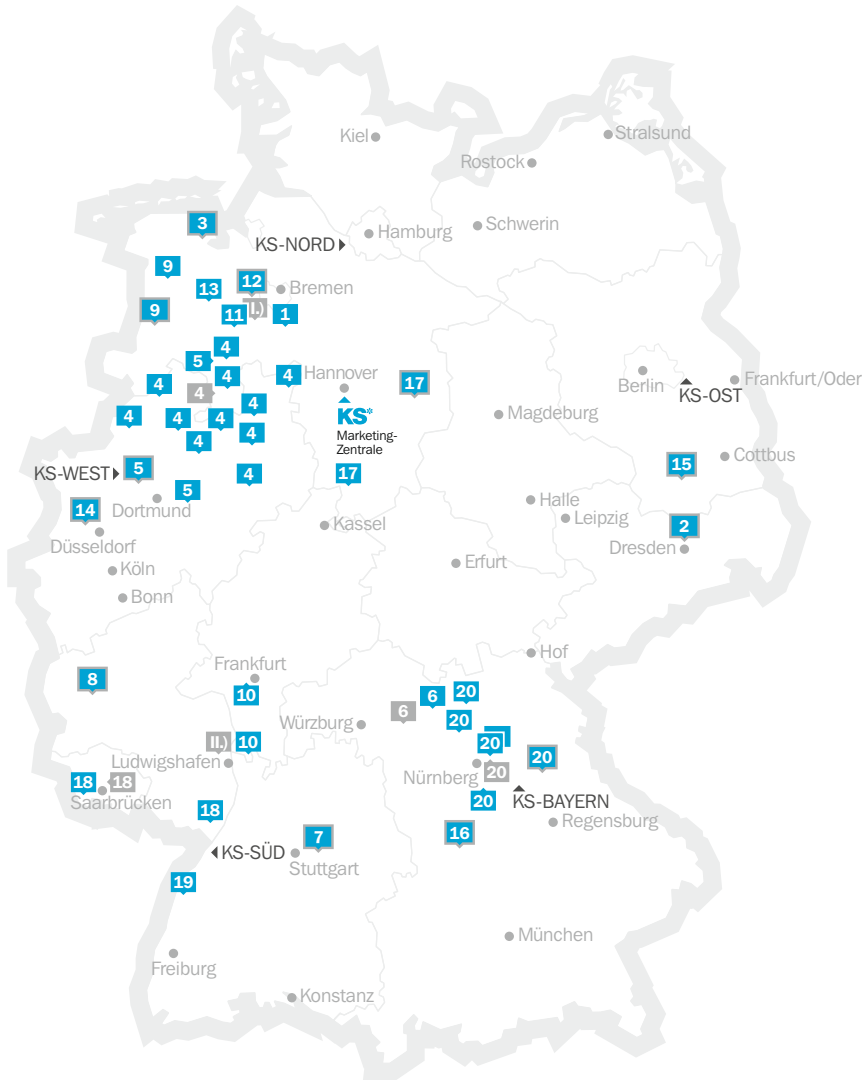 Kiel
Stralsund
Rostock
3
Hamburg
Schwerin
KS-NORD
9
12
13
Bremen
9
11
1
4
5
4
4
Hannover
17
Berlin
Frankfurt/Oder
KS-OST
4
4
4
4
4
4
KS*
Magdeburg
4
4
Marketing-
Zentrale
Cottbus
KS-WEST
5
4
17
15
5
14
Dortmund
Halle
Leipzig
2
Kassel
Düsseldorf
Dresden
Köln
Erfurt
Bonn
Hof
Frankfurt
8
10
6
20
6
20
Würzburg
II.)
10
20
Ludwigshafen
20
Nürnberg
20
18
18
Saarbrücken
20
KS-BAYERN
18
Regensburg
16
7
KS-SÜD
Stuttgart
19
München
Freiburg
Konstanz